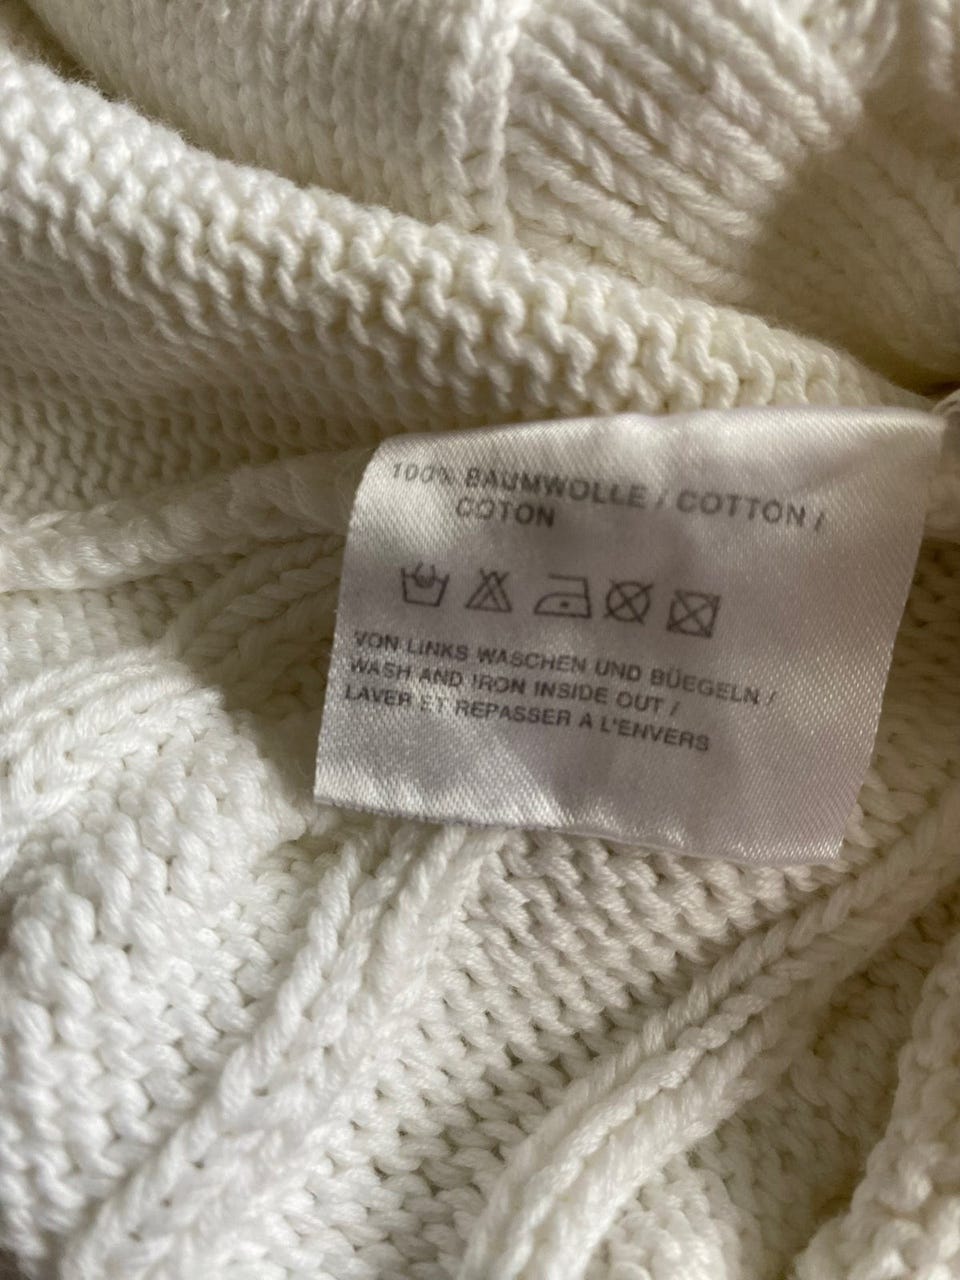 100% BAUMWOLLE / COTTON /
COTON
VON LINKS WASCHEN UND BÜEGELN /
WASH AND IRON INSIDE OUT /
LAVER ET REPASSER A L'ENVERS